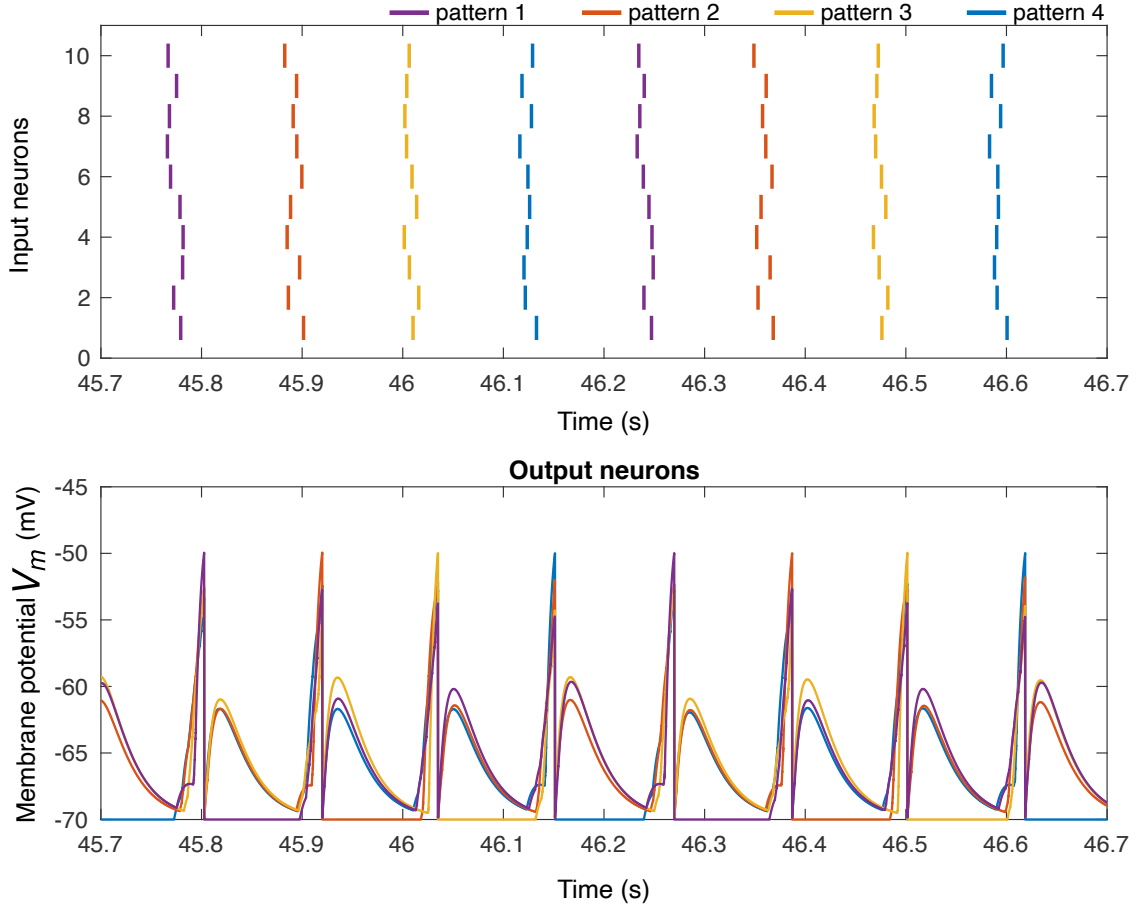 pattern 1 pattern 2 pattern 3 pattern 4
10
8
6
4
2
0
Input neurons
45.7 45.8 45.9 46 46.1 46.2 46.3 46.4 46.5 46.6 46.7
Time (s)
Output neurons
-45
-50
-55
-60
-65
-70
Membrane potential V_m (mV)
45.7 45.8 45.9 46 46.1 46.2 46.3 46.4 46.5 46.6 46.7
Time (s)